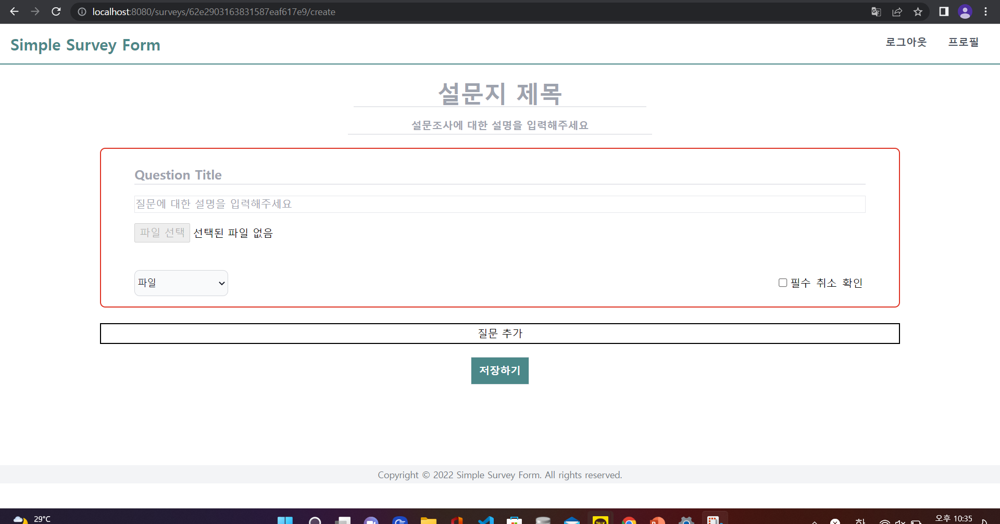 localhost:8080/surveys/62e2903163831587eaf617e9/create
Simple Survey Form
로그아웃 프로필
설문지 제목
설문조사에 대한 설명을 입력해주세요
Question Title
질문에 대한 설명을 입력해주세요
파일 선택 선택된 파일 없음
파일 필수 취소 확인
질문 추가
저장하기
Copyright © 2022 Simple Survey Form. All rights reserved.
29°C
TALK
한
오후 10:35